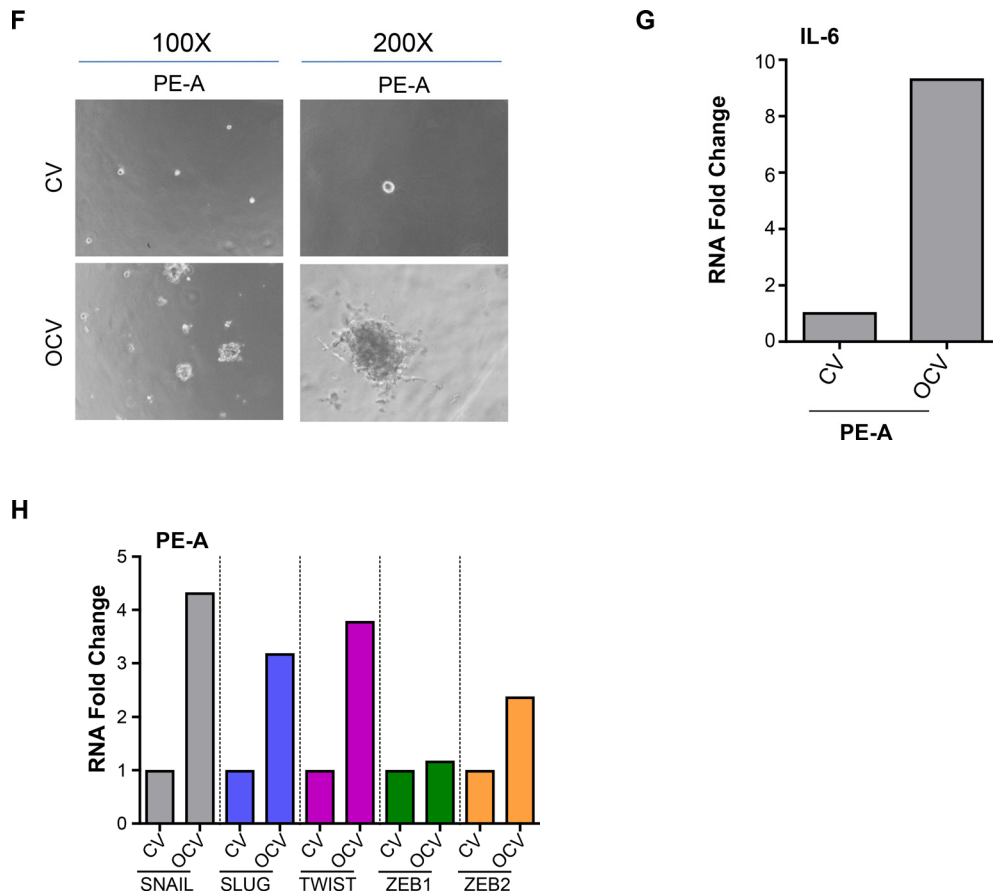 F
100X 200X
PE-A PE-A
CV
OCV
G
IL-6
RNA Fold Change
10
8
6
4
2
0
CV OCV
PE-A
H
PE-A
RNA Fold Change
5
4
3
2
1
0
CV OCV CV OCV CV OCV CV OCV CV OCV
SNAIL SLUG TWIST ZEB1 ZEB2